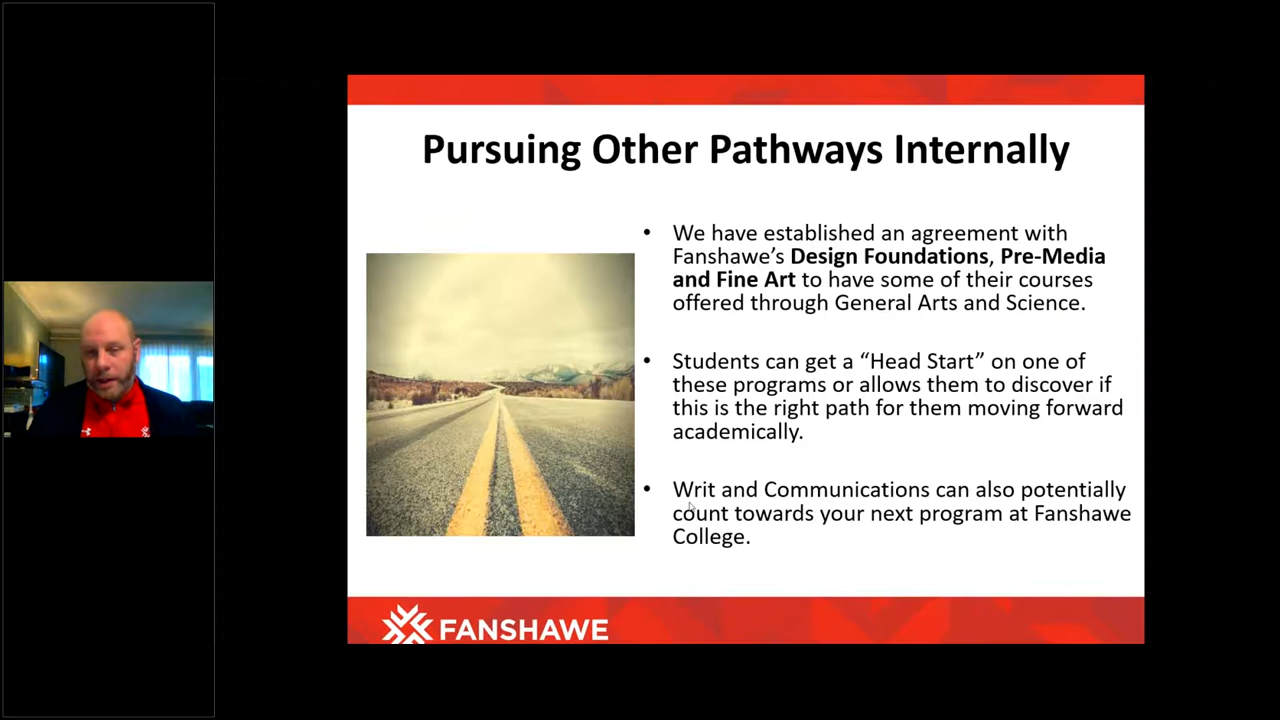 Pursuing Other Pathways Internally
• We have established an agreement with
Fanshawe’s Design Foundations, Pre-Media
and Fine Art to have some of their courses
offered through General Arts and Science.
• Students can get a “Head Start” on one of
these programs or allows them to discover if
this is the right path for them moving forward
academically.
• Writ and Communications can also potentially
count towards your next program at Fanshawe
College.
FANSHAWE